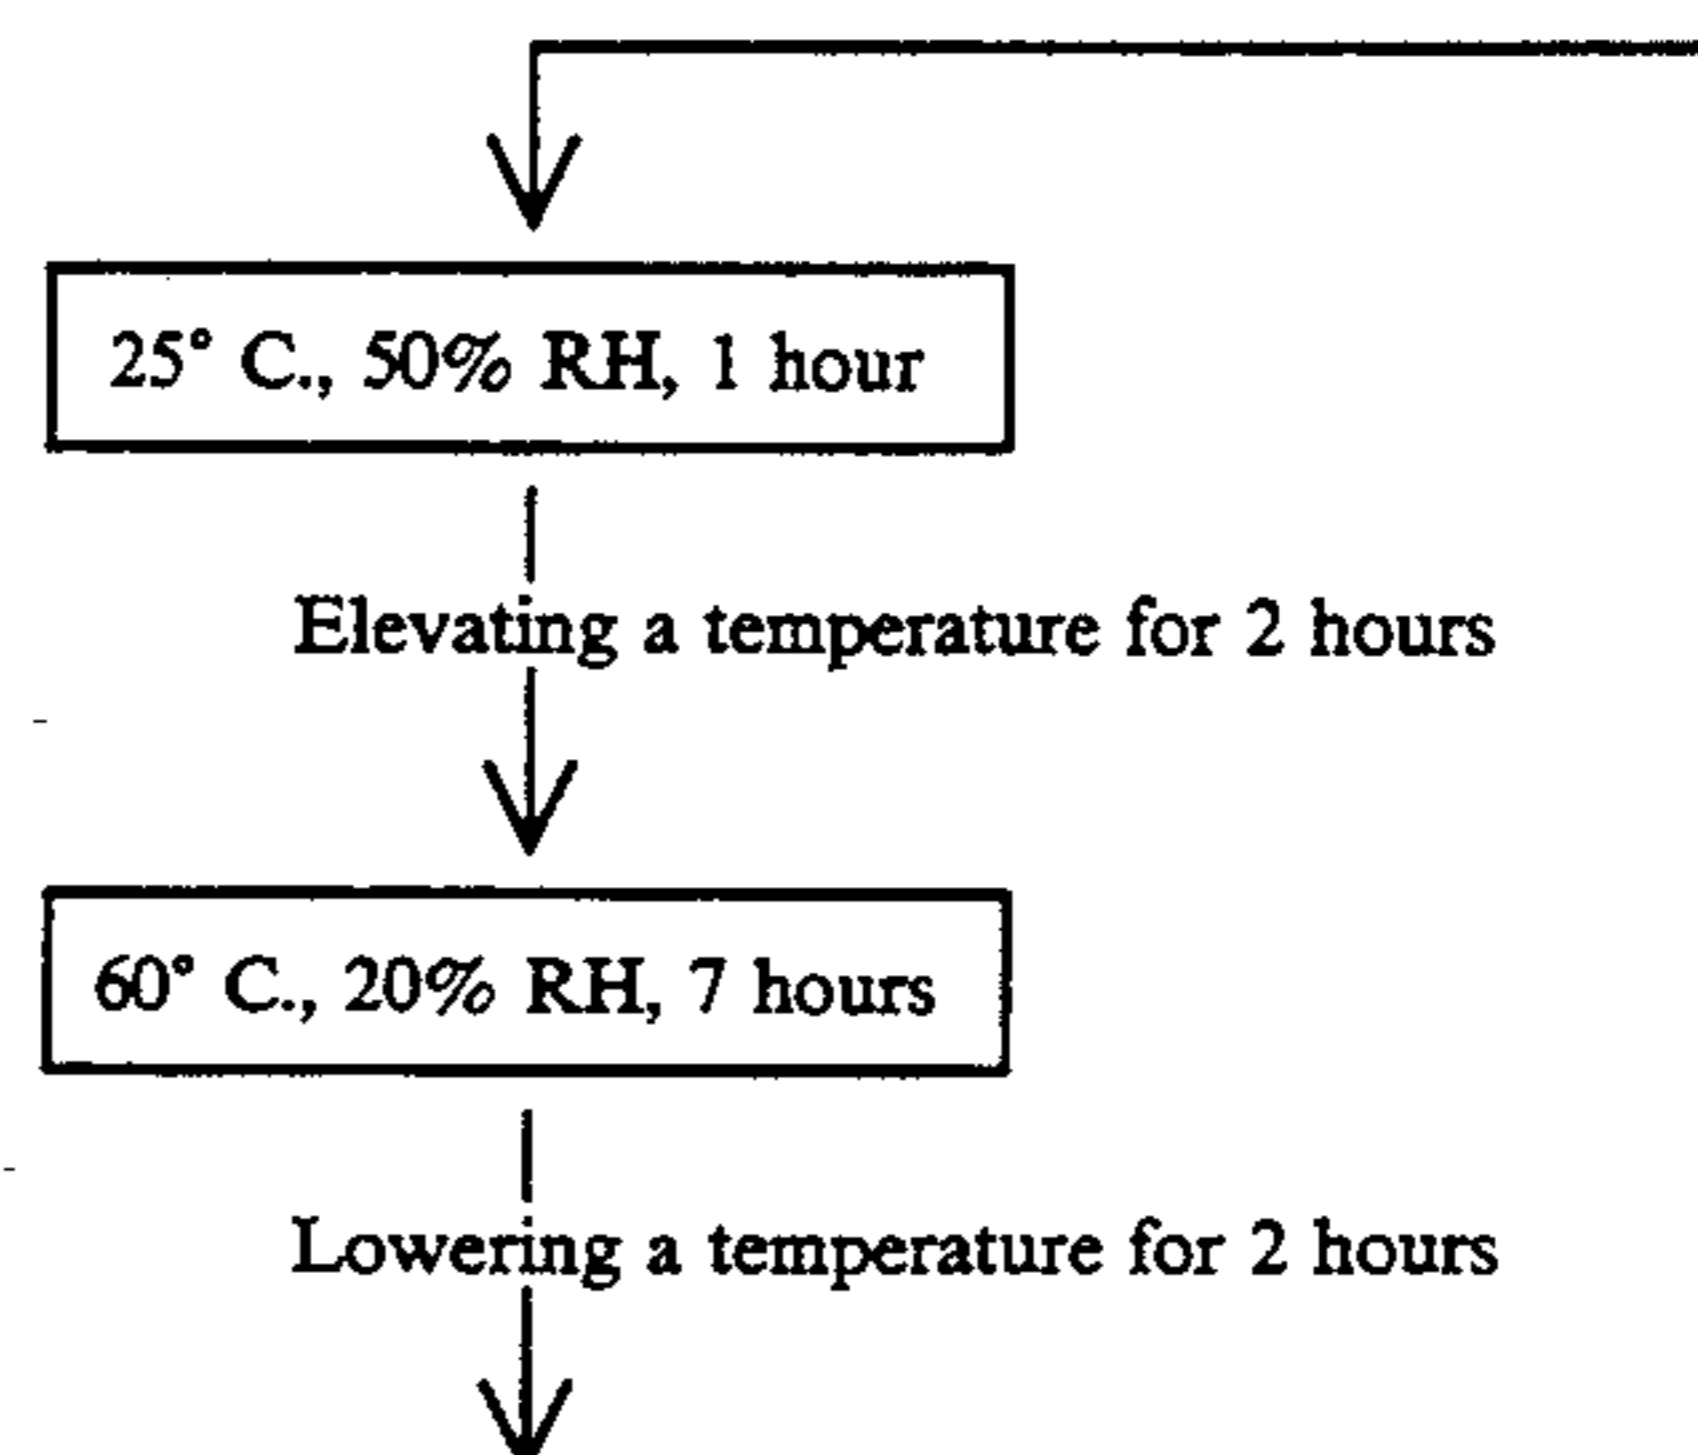 25° C., 50% RH, 1 hour
Elevating a temperature for 2 hours
60° C., 20% RH, 7 hours
Lowering a temperature for 2 hours